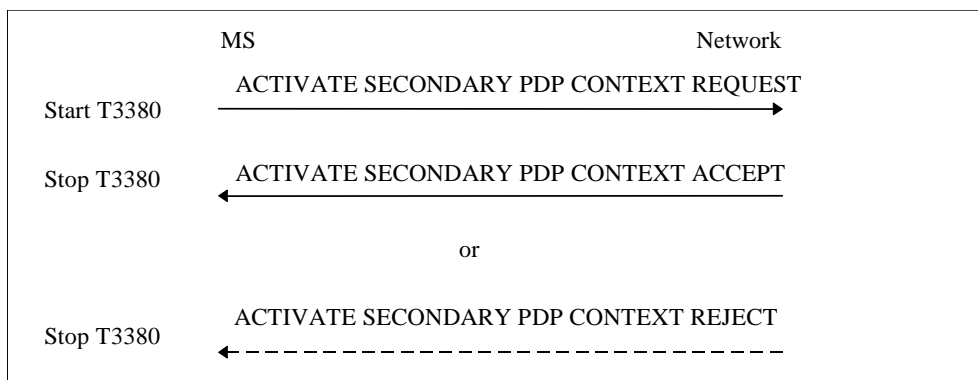 MS Network
ACTIVATE SECONDARY PDP CONTEXT REQUEST
Start T3380
Stop T3380 ACTIVATE SECONDARY PDP CONTEXT ACCEPT
or
ACTIVATE SECONDARY PDP CONTEXT REJECT
Stop T3380